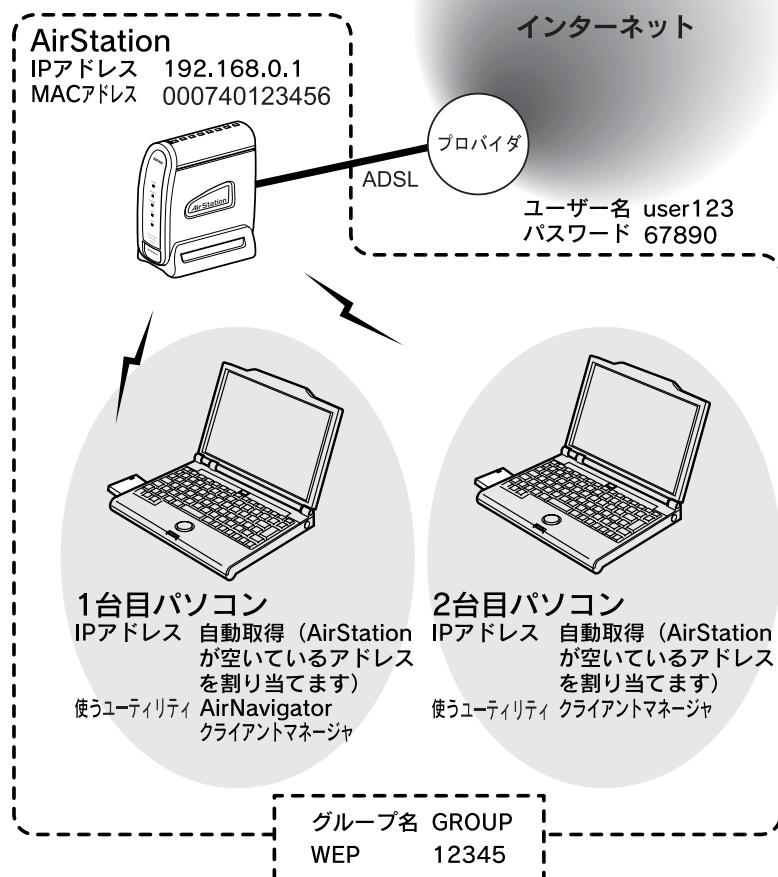 インターネット
AirStation
IPアドレス 192.168.0.1
MACアドレス 000740123456
プロバイダ
ADSL
AirStation
ユーザー名 user123
パスワード 67890
1台目パソコン
IPアドレス 自動取得（AirStation
が空いているアドレス
を割り当てます）
使うユーティリティ AirNavigator
クライアントマネージャ
2台目パソコン
IPアドレス 自動取得（AirStation
が空いているアドレス
を割り当てます）
使うユーティリティ クライアントマネージャ
グループ名 GROUP
WEP 12345